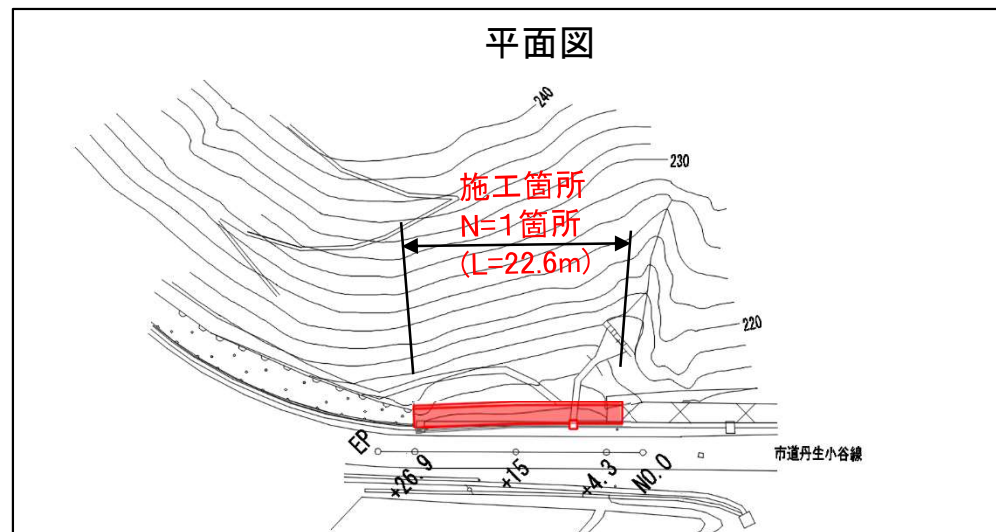 平面図
240
230
施工箇所
N=1箇所
(L=22.6m)
220
EP
+26.9
+15
+4.3
NO.0
市道丹生小谷線